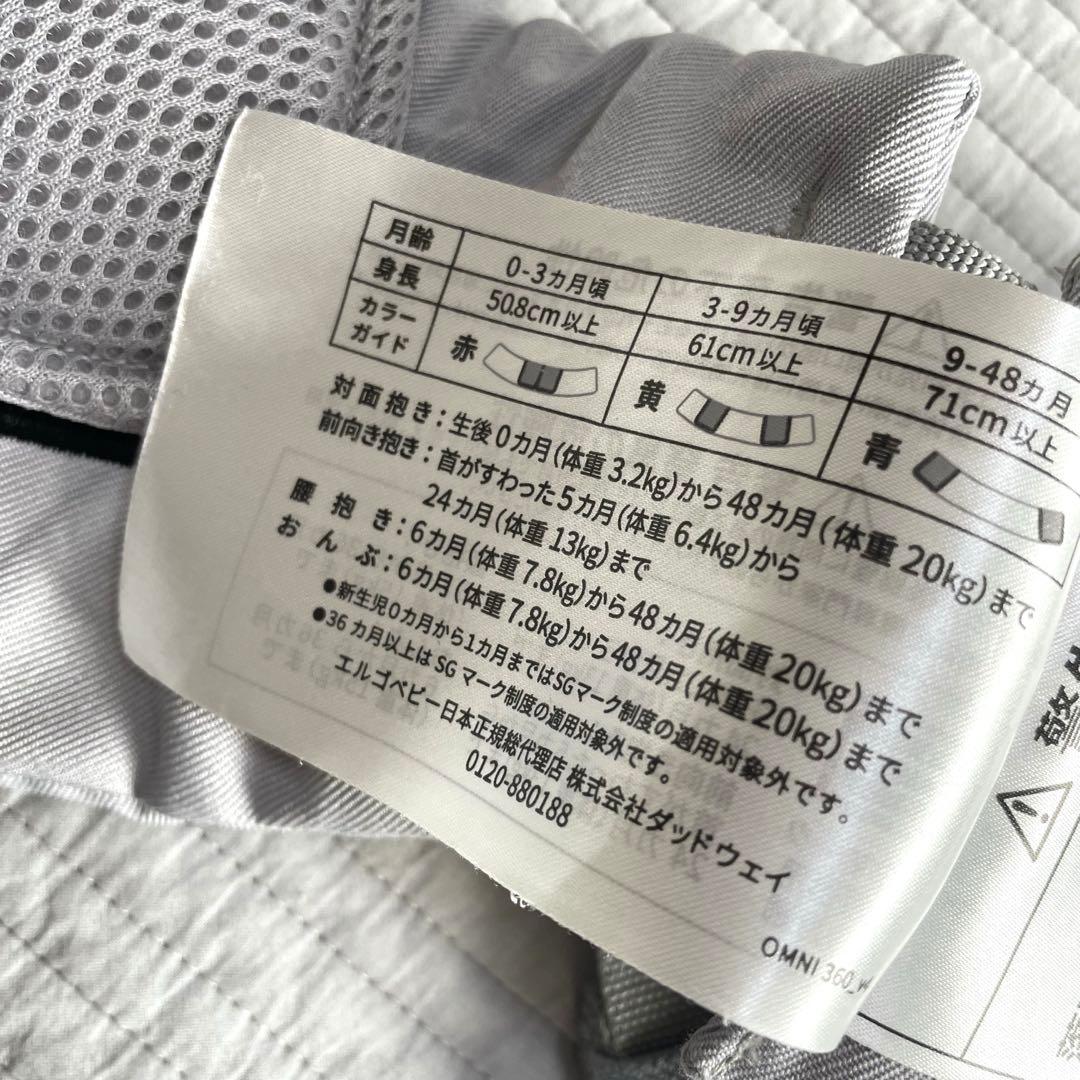 月齢 0-3カ月頃 3-9カ月頃 9-48カ月
身長 50.8cm以上 61cm以上 71cm以上
カラーガイド 赤 黄 青
対面抱き：生後0カ月(体重3.2kg)から48カ月(体重20kg)まで
前向き抱き：首がすわった5カ月(体重6.4kg)から
24カ月(体重13kg)まで
腰抱き：6カ月(体重7.8kg)から48カ月(体重20kg)まで
おんぶ：6カ月(体重7.8kg)から48カ月(体重20kg)まで
●新生児0カ月から1カ月まではSGマーク制度の適用対象外です。
●36カ月以上はSGマーク制度の適用対象外です。
エルゴベビー日本正規総代理店 株式会社ダッドウェイ
0120-880188
OMNI 360_v4